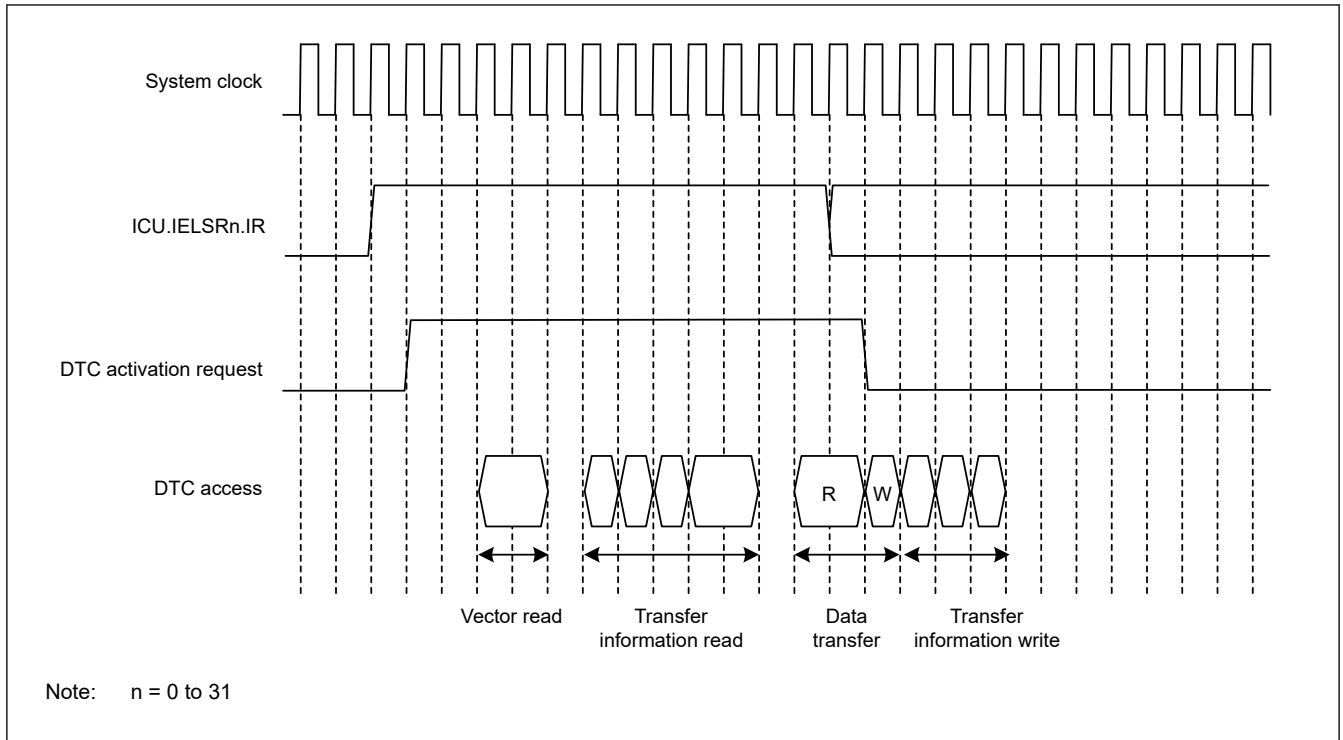 System clock
ICU.IELSRn.IR
DTC activation request
DTC access
R
W
Vector read
Transfer
information read
Data
transfer
Transfer
information write
Note: n = 0 to 31